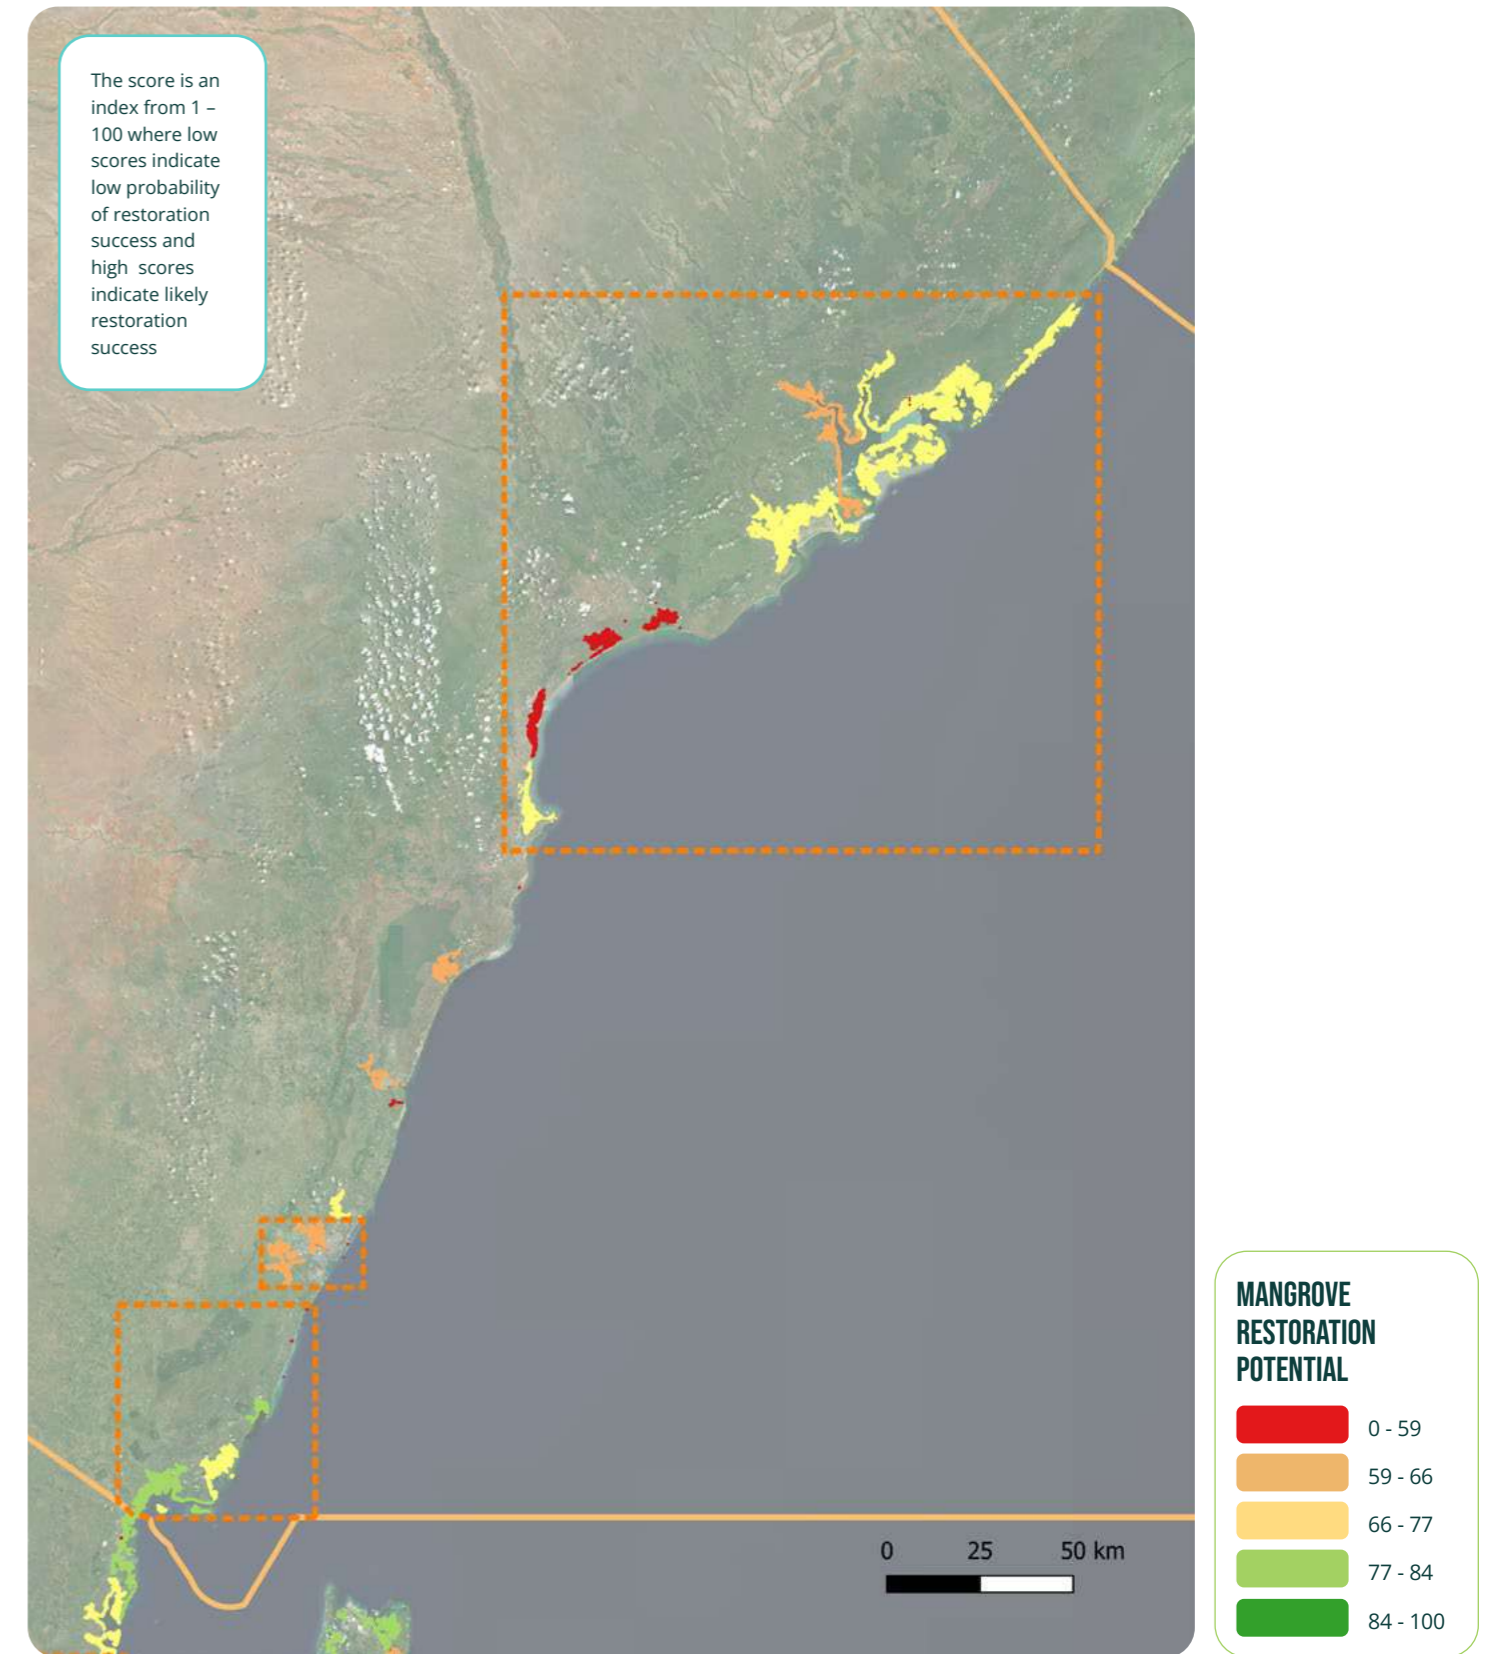 The score is an
index from 1 –
100 where low
scores indicate
low probability
of restoration
success and
high scores
indicate likely
restoration
success
0 25 50 km
MANGROVE
RESTORATION
POTENTIAL
0 - 59
59 - 66
66 - 77
77 - 84
84 - 100